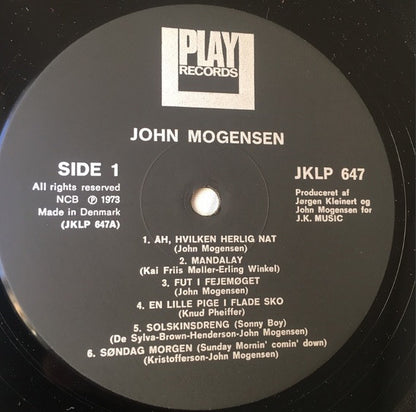 PLAY
RECORDS
JOHN MOGENSEN
SIDE 1
All rights reserved
NCB Ⓟ 1973
Made in Denmark
(JKLP 647A)
JKLP 647
Produceret af
Jørgen Kleinert og
John Mogensen for
J.K. MUSIC
1. AH, HVILKEN HERLIG NAT
(John Mogensen)
2. MANDALAY
(Kai Friis Møller-Erling Winkel)
3. FUT I FEJEMØGET
(John Mogensen)
4. EN LILLE PIGE I FLADE SKO
(Knud Pheiffer)
5. SOLSKINSDRENG (Sonny Boy)
(De Sylva-Brown-Henderson-John Mogensen)
6. SØNDAG MORGEN (Sunday Mornin' comin' down)
(Kristofferson-John Mogensen)